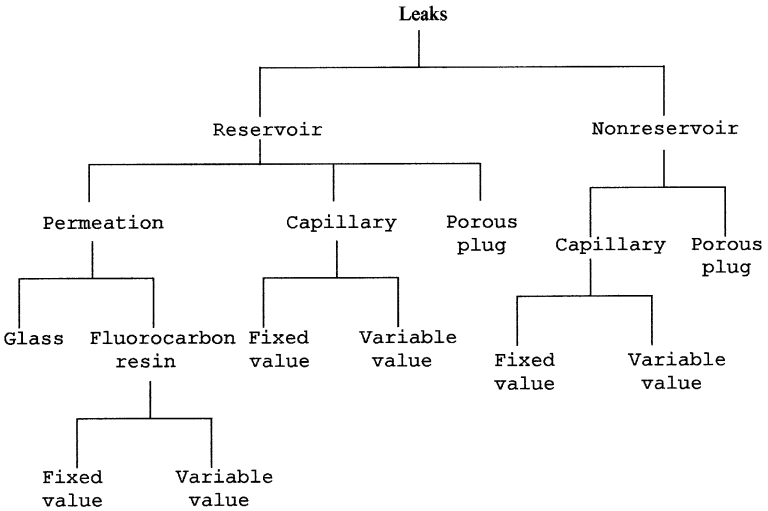 Leaks
Reservoir
Nonreservoir
Permeation
Capillary
Porous
plug
Capillary
Porous
plug
Glass
Fluorocarbon
resin
Fixed
value
Variable
value
Fixed
value
Variable
value
Fixed
value
Variable
value